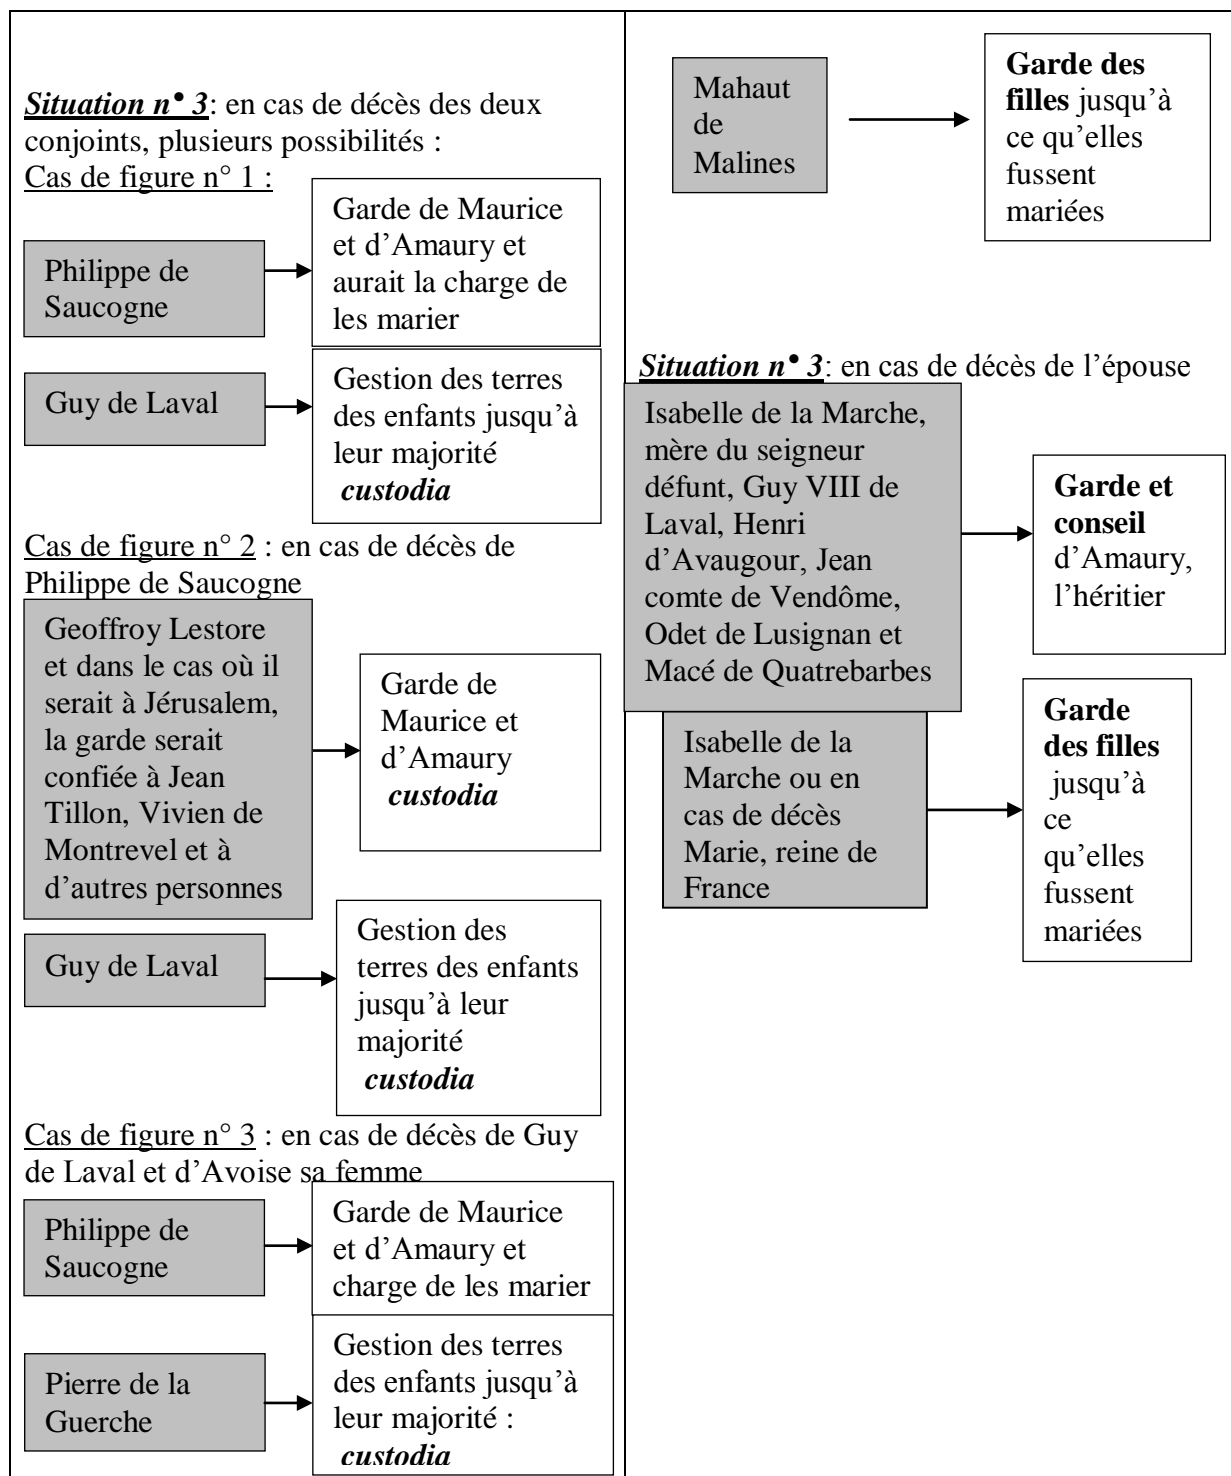 Situation n° 3: en cas de décès des deux
conjoints, plusieurs possibilités :
Cas de figure n° 1 :
Philippe de
Saucogne
Garde de Maurice
et d’Amaury et
aurait la charge de
les marier
Guy de Laval
Gestion des terres
des enfants jusqu’à
leur majorité
custodia
Cas de figure n° 2 : en cas de décès de
Philippe de Saucogne
Geoffroy Lestore
et dans le cas où il
serait à Jérusalem,
la garde serait
confiée à Jean
Tillon, Vivien de
Montrevel et à
d’autres personnes
Garde de
Maurice et
d’Amaury
custodia
Guy de Laval
Gestion des
terres des enfants
jusqu’à leur
majorité
custodia
Cas de figure n° 3 : en cas de décès de Guy
de Laval et d’Avoise sa femme
Philippe de
Saucogne
Garde de Maurice
et d’Amaury et
charge de les marier
Pierre de la
Guerche
Gestion des terres
des enfants jusqu’à
leur majorité :
custodia
Mahaut
de
Malines
Garde des
filles jusqu’à
ce qu’elles
fussent
mariées
Situation n° 3: en cas de décès de l’épouse
Isabelle de la Marche,
mère du seigneur
défunt, Guy VIII de
Laval, Henri
d’Avaugour, Jean
comte de Vendôme,
Odet de Lusignan et
Macé de Quatrebarbes
Garde et
conseil
d’Amaury,
l’héritier
Isabelle de la
Marche ou en
cas de décès
Marie, reine de
France
Garde
des filles
jusqu’à
ce
qu’elles
fussent
mariées